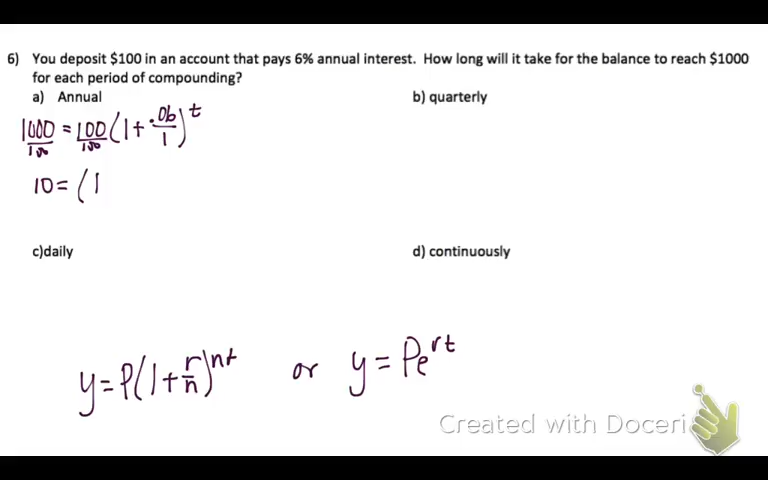 6) You deposit $100 in an account that pays 6% annual interest. How long will it take for the balance to reach $1000
for each period of compounding?
a) Annual
b) quarterly
1000/100 = 100/100 (1 + .06/1)^t
10 = (1
c)daily
d) continuously
y = P(1 + r/n)^nt or y = Pe^rt
Created with Doceri